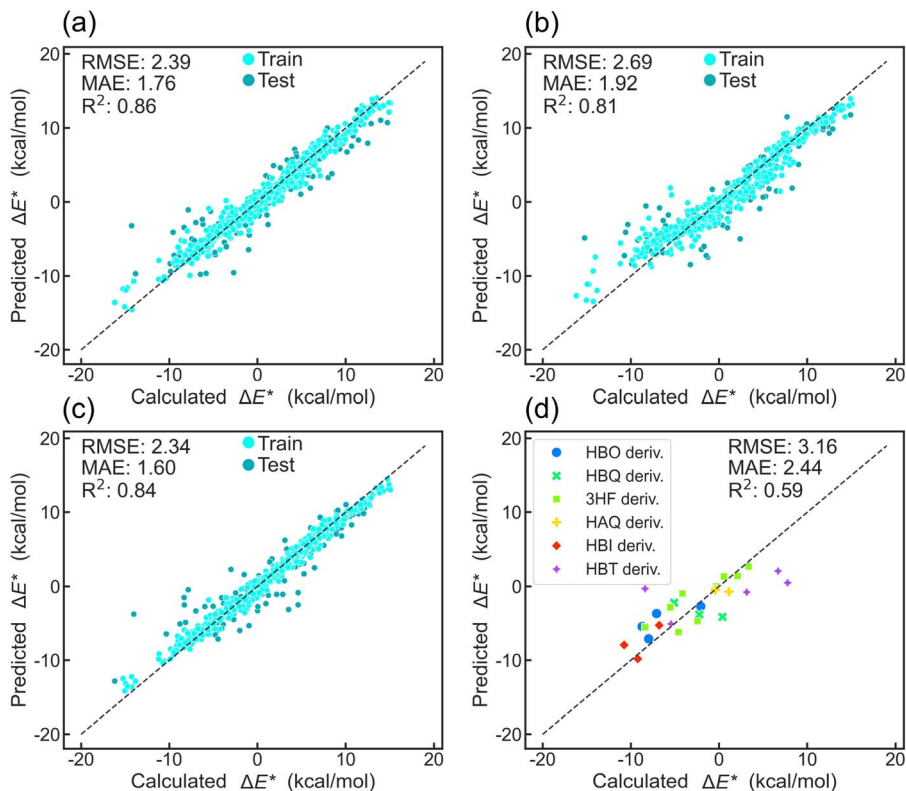 (a)
RMSE: 2.39
MAE: 1.76
R²: 0.86
Train
Test
20
10
0
-10
-20
Predicted ΔE* (kcal/mol)
-20 -10 0 10 20
Calculated ΔE* (kcal/mol)
(b)
RMSE: 2.69
MAE: 1.92
R²: 0.81
Train
Test
20
10
0
-10
-20
Predicted ΔE* (kcal/mol)
-20 -10 0 10 20
Calculated ΔE* (kcal/mol)
(c)
RMSE: 2.34
MAE: 1.60
R²: 0.84
Train
Test
20
10
0
-10
-20
Predicted ΔE* (kcal/mol)
-20 -10 0 10 20
Calculated ΔE* (kcal/mol)
(d)
HBO deriv.
HBQ deriv.
3HF deriv.
HAQ deriv.
HBI deriv.
HBT deriv.
RMSE: 3.16
MAE: 2.44
R²: 0.59
20
10
0
-10
-20
Predicted ΔE* (kcal/mol)
-20 -10 0 10 20
Calculated ΔE* (kcal/mol)